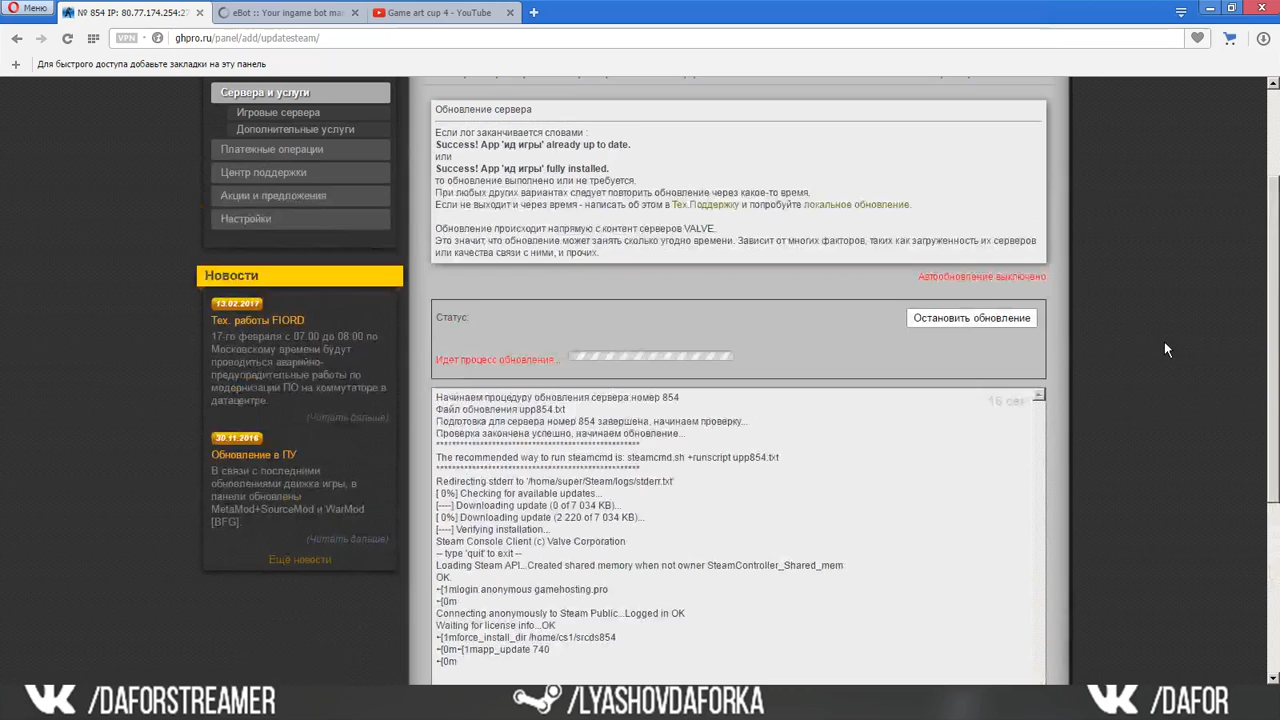 Меню
№ 854 IP: 80.77.174.254:27
eBot :: Your ingame bot ma
Game art cup 4 - YouTube
VPN
ghpro.ru/panel/add/updatesteam/
Для быстрого доступа добавьте закладки на эту панель
Сервера и услуги
Игровые сервера
Дополнительные услуги
Платежные операции
Центр поддержки
Акции и предложения
Настройки
Новости
13.02.2017
Тех. работы FIORD
17-го февраля с 07.00 до 08:00 по
Московскому времени будут
проводиться аварийно-
предупредительные работы по
модернизации ПО на коммутаторе в
датацентре.
(Читать дальше)
30.11.2016
Обновление в ПУ
В связи с последними
обновлениями движка игры, в
панели обновлены
MetaMod+SourceMod и WarMod
[BFG].
(Читать дальше)
Ещё новости
Обновление сервера
Если лог заканчивается словами :
Success! App 'ид игры' already up to date.
или
Success! App 'ид игры' fully installed.
то обновление выполнено или не требуется.
При любых других вариантах следует повторить обновление через какое-то время.
Если не выходит и через время - написать об этом в Тех.Поддержку и попробуйте локальное обновление.
Обновление происходит напрямую с контент серверов VALVE.
Это значит, что обновление может занять сколько угодно времени. Зависит от многих факторов, таких как загруженность их серверов
или качества связи с ними, и прочих.
Автообновление выключено
Статус:
Остановить обновление
Идет процесс обновления...
Начинаем процедуру обновления сервера номер 854
16 сек
Файл обновления upp854.txt
Подготовка для сервера номер 854 завершена, начинаем проверку...
Проверка закончена успешно, начинаем обновление...
**************************************************
The recommended way to run steamcmd is: steamcmd.sh +runscript upp854.txt
**************************************************
Redirecting stderr to '/home/super/Steam/logs/stderr.txt'
[ 0%] Checking for available updates...
[----] Downloading update (0 of 7 034 KB)...
[ 0%] Downloading update (2 220 of 7 034 KB)...
[----] Verifying installation...
Steam Console Client (c) Valve Corporation
-- type 'quit' to exit --
Loading Steam API...Created shared memory when not owner SteamController_Shared_mem
OK.
←[1mlogin anonymous gamehosting.pro
←[0m
Connecting anonymously to Steam Public...Logged in OK
Waiting for license info...OK
←[1mforce_install_dir /home/cs1/srcds854
←[0m←[1mapp_update 740
←[0m
/DAFORSTREAMER
/LYASHOVDAFORKA
/DAFOR